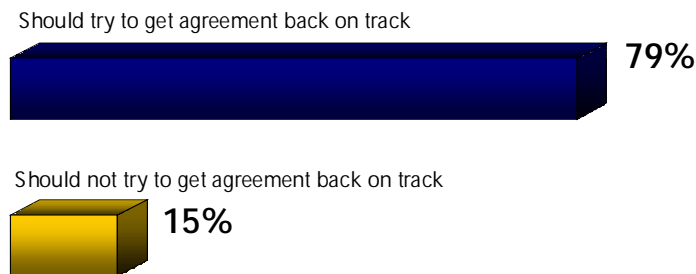 Should try to get agreement back on track
79%
Should not try to get agreement back on track
15%